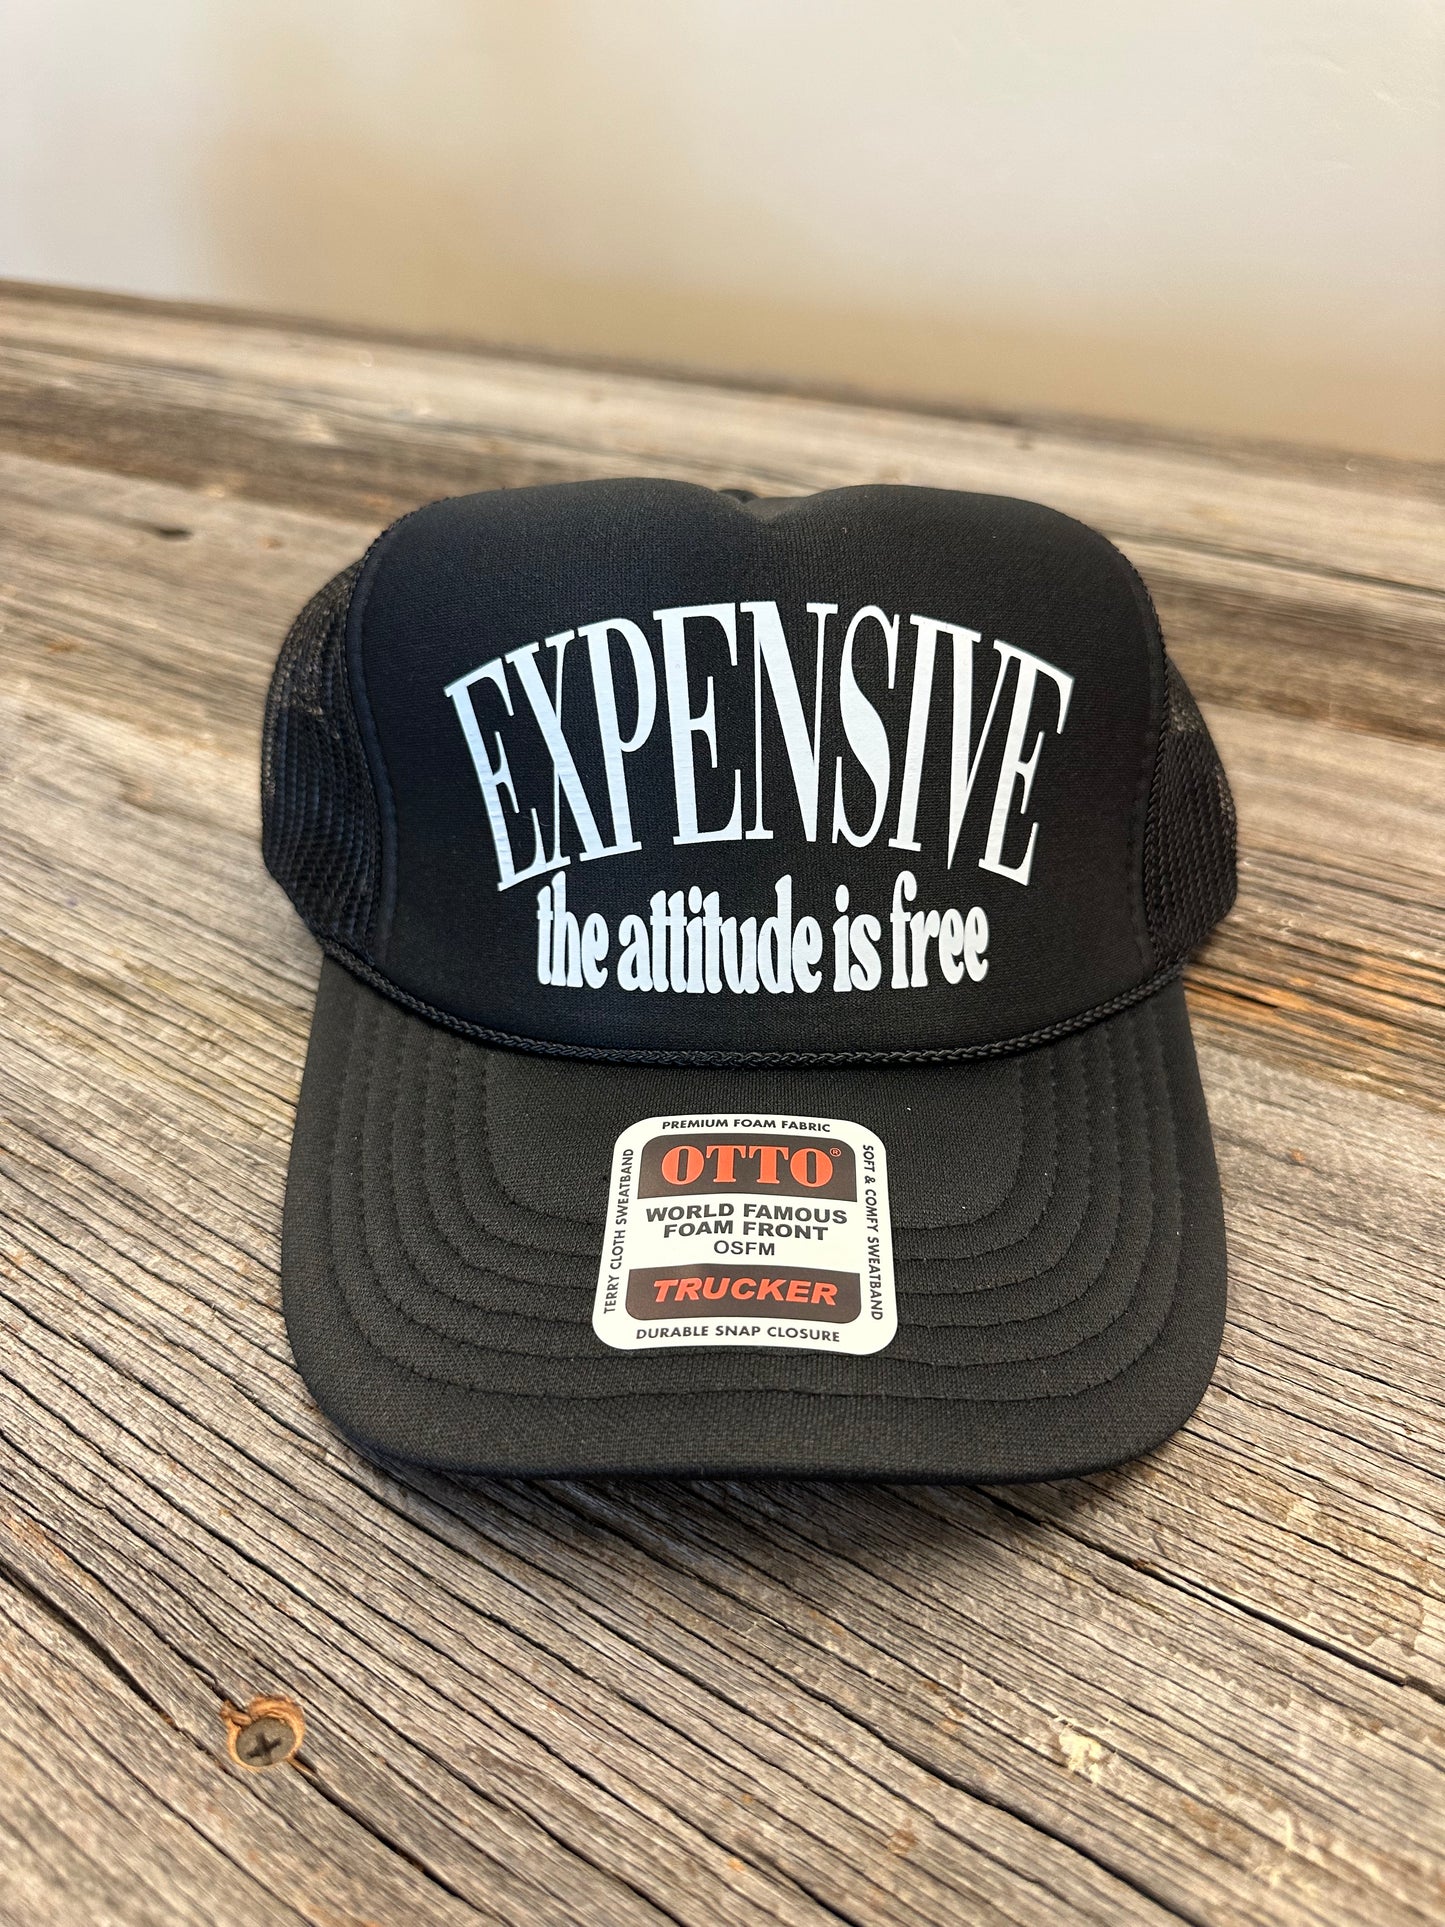 EXPENSIVE
the attitude is free
PREMIUM FOAM FABRIC
OTTO®
WORLD FAMOUS
FOAM FRONT
OSFM
TRUCKER
DURABLE SNAP CLOSURE
TERRY CLOTH SWEATBAND
SOFT & COMFY SWEATBAND